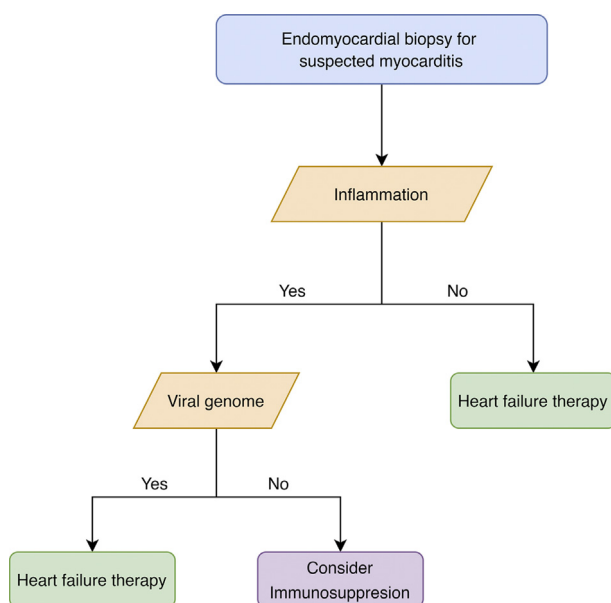 Endomyocardial biopsy for
suspected myocarditis
Inflammation
Yes
No
Viral genome
Heart failure therapy
Yes
No
Heart failure therapy
Consider
Immunosuppresion